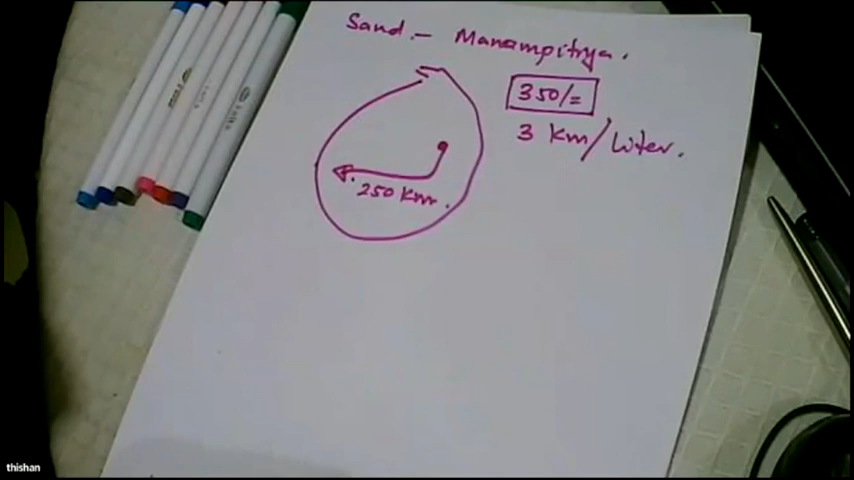 Sand. - Manampitiya.
350/=
3 km/Liter.
250 km.
thishan